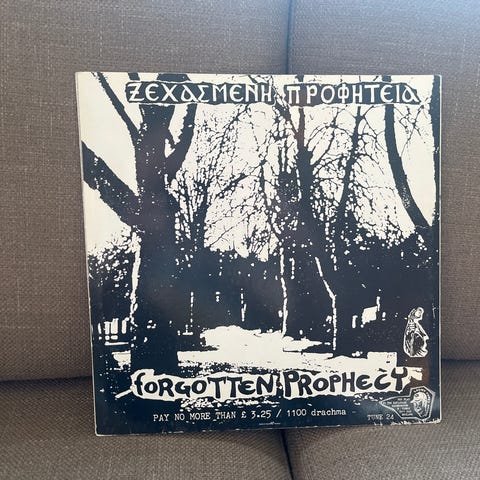 ΞΕΧΑΣΜΕΝΗ ΠΡΟΦΗΤΕΙΑ
FORGOTTEN PROPHECY
PAY NO MORE THAN £ 3.25 / 1100 drachma
TUNE 24